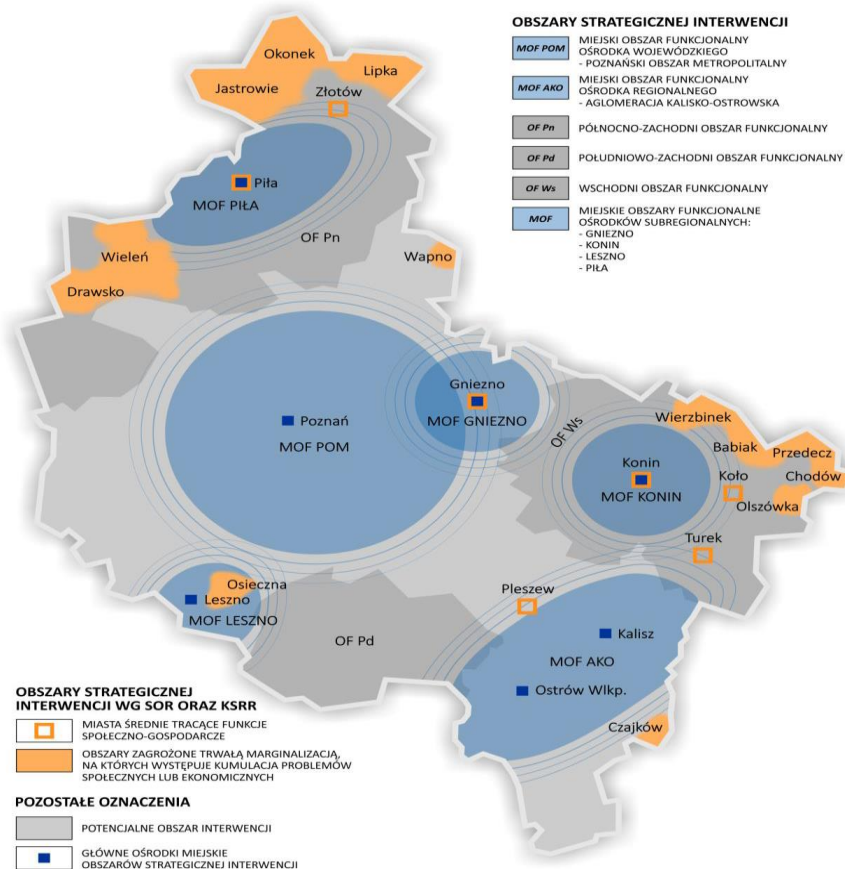 OBSZARY STRATEGICZNEJ INTERWENCJI
MOF POM
MIEJSKI OBSZAR FUNKCJONALNY
OŚRODKA WOJEWÓDZKIEGO
- POZNAŃSKI OBSZAR METROPOLITALNY
MOF AKO
MIEJSKI OBSZAR FUNKCJONALNY
OŚRODKA REGIONALNEGO
- AGLOMERACJA KALISKO-OSTROWSKA
OF Pn
PÓŁNOCNO-ZACHODNI OBSZAR FUNKCJONALNY
OF Pd
POŁUDNIOWO-ZACHODNI OBSZAR FUNKCJONALNY
OF Ws
WSCHODNI OBSZAR FUNKCJONALNY
MOF
MIEJSKIE OBSZARY FUNKCJONALNE
OŚRODKÓW SUBREGIONALNYCH:
- GNIEZNO
- KONIN
- LESZNO
- PIŁA
Okonek
Lipka
Jastrowie
Złotów
Piła
MOF PIŁA
OF Pn
Wieleń
Wapno
Drawsko
Gniezno
MOF GNIEZNO
Poznań
MOF POM
OF Ws
Wierzbinek
Babiak
Przedecz
Konin
Koło
Chodów
MOF KONIN
Olszówka
Turek
Osieczna
Leszno
MOF LESZNO
Pleszew
OF Pd
Kalisz
MOF AKO
Ostrów Wlkp.
Czajków
OBSZARY STRATEGICZNEJ
INTERWENCJI WG SOR ORAZ KSRR
MIASTA ŚREDNIE TRACĄCE FUNKCJE
SPOŁECZNO-GOSPODARCZE
OBSZARY ZAGROŻONE TRWAŁĄ MARGINALIZACJĄ,
NA KTÓRYCH WYSTĘPUJE KUMULACJA PROBLEMÓW
SPOŁECZNYCH LUB EKONOMICZNYCH
POZOSTAŁE OZNACZENIA
POTENCJALNE OBSZAR INTERWENCJI
GŁÓWNE OŚRODKI MIEJSKIE
OBSZARÓW STRATEGICZNEJ INTERWENCJI